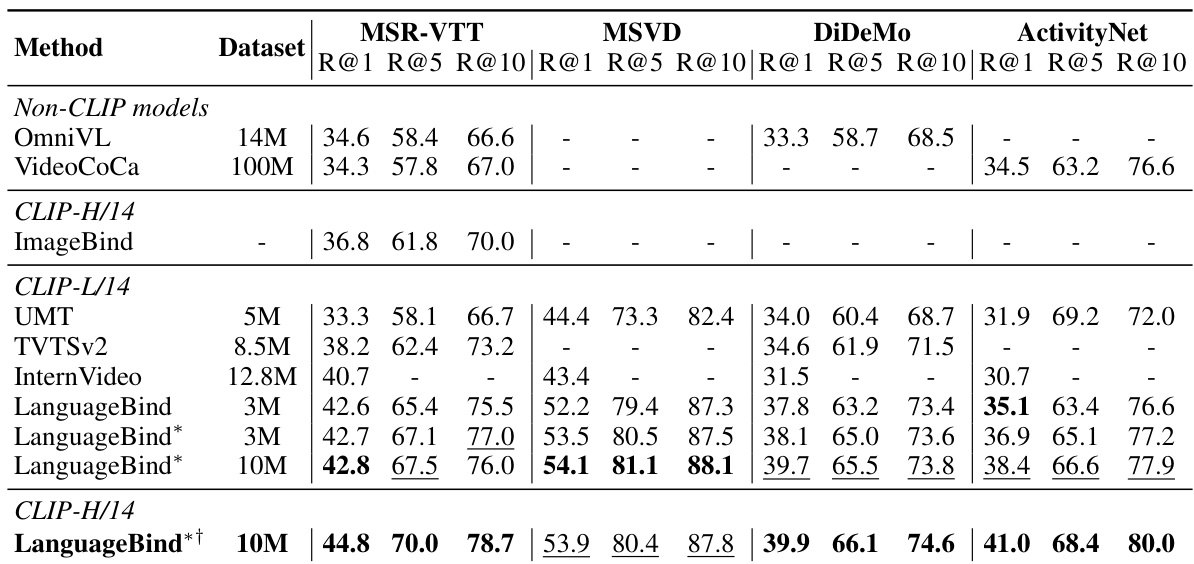 Method Dataset MSR-VTT MSVD DiDeMo ActivityNet
R@1 R@5 R@10 R@1 R@5 R@10 R@1 R@5 R@10 R@1 R@5 R@10
Non-CLIP models
OmniVL 14M 34.6 58.4 66.6 - - - 33.3 58.7 68.5 - - -
VideoCoCa 100M 34.3 57.8 67.0 - - - - - - 34.5 63.2 76.6
CLIP-H/14
ImageBind - 36.8 61.8 70.0 - - - - - - - - -
CLIP-L/14
UMT 5M 33.3 58.1 66.7 44.4 73.3 82.4 34.0 60.4 68.7 31.9 69.2 72.0
TVTSv2 8.5M 38.2 62.4 73.2 - - - 34.6 61.9 71.5 - - -
InternVideo 12.8M 40.7 - - 43.4 - - 31.5 - - 30.7 - -
LanguageBind 3M 42.6 65.4 75.5 52.2 79.4 87.3 37.8 63.2 73.4 35.1 63.4 76.6
LanguageBind* 3M 42.7 67.1 77.0 53.5 80.5 87.5 38.1 65.0 73.6 36.9 65.1 77.2
LanguageBind* 10M 42.8 67.5 76.0 54.1 81.1 88.1 39.7 65.5 73.8 38.4 66.6 77.9
CLIP-H/14
LanguageBind*† 10M 44.8 70.0 78.7 53.9 80.4 87.8 39.9 66.1 74.6 41.0 68.4 80.0